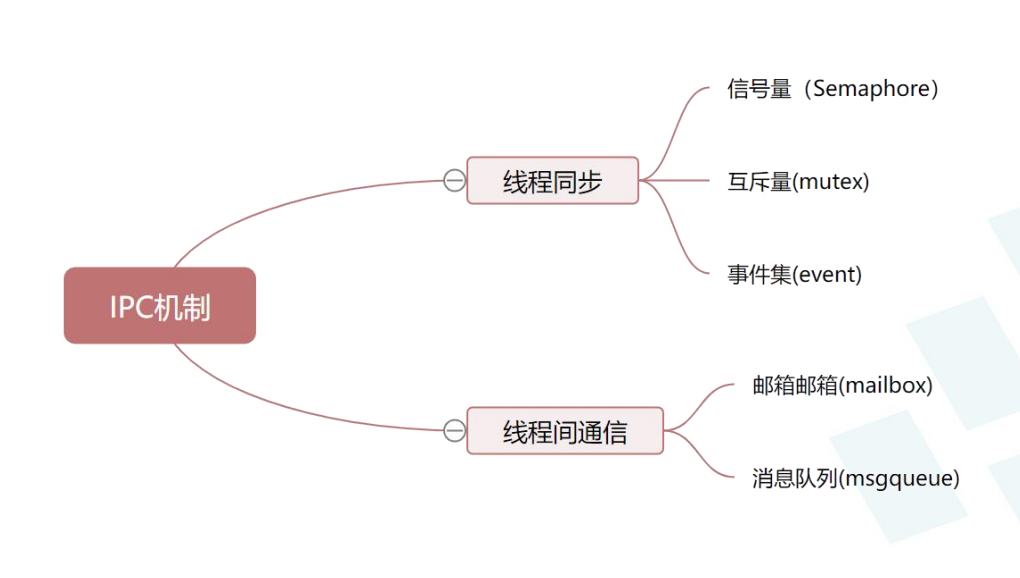 IPC机制
线程同步
信号量（Semaphore）
互斥量(mutex)
事件集(event)
线程间通信
邮箱邮箱(mailbox)
消息队列(msgqueue)